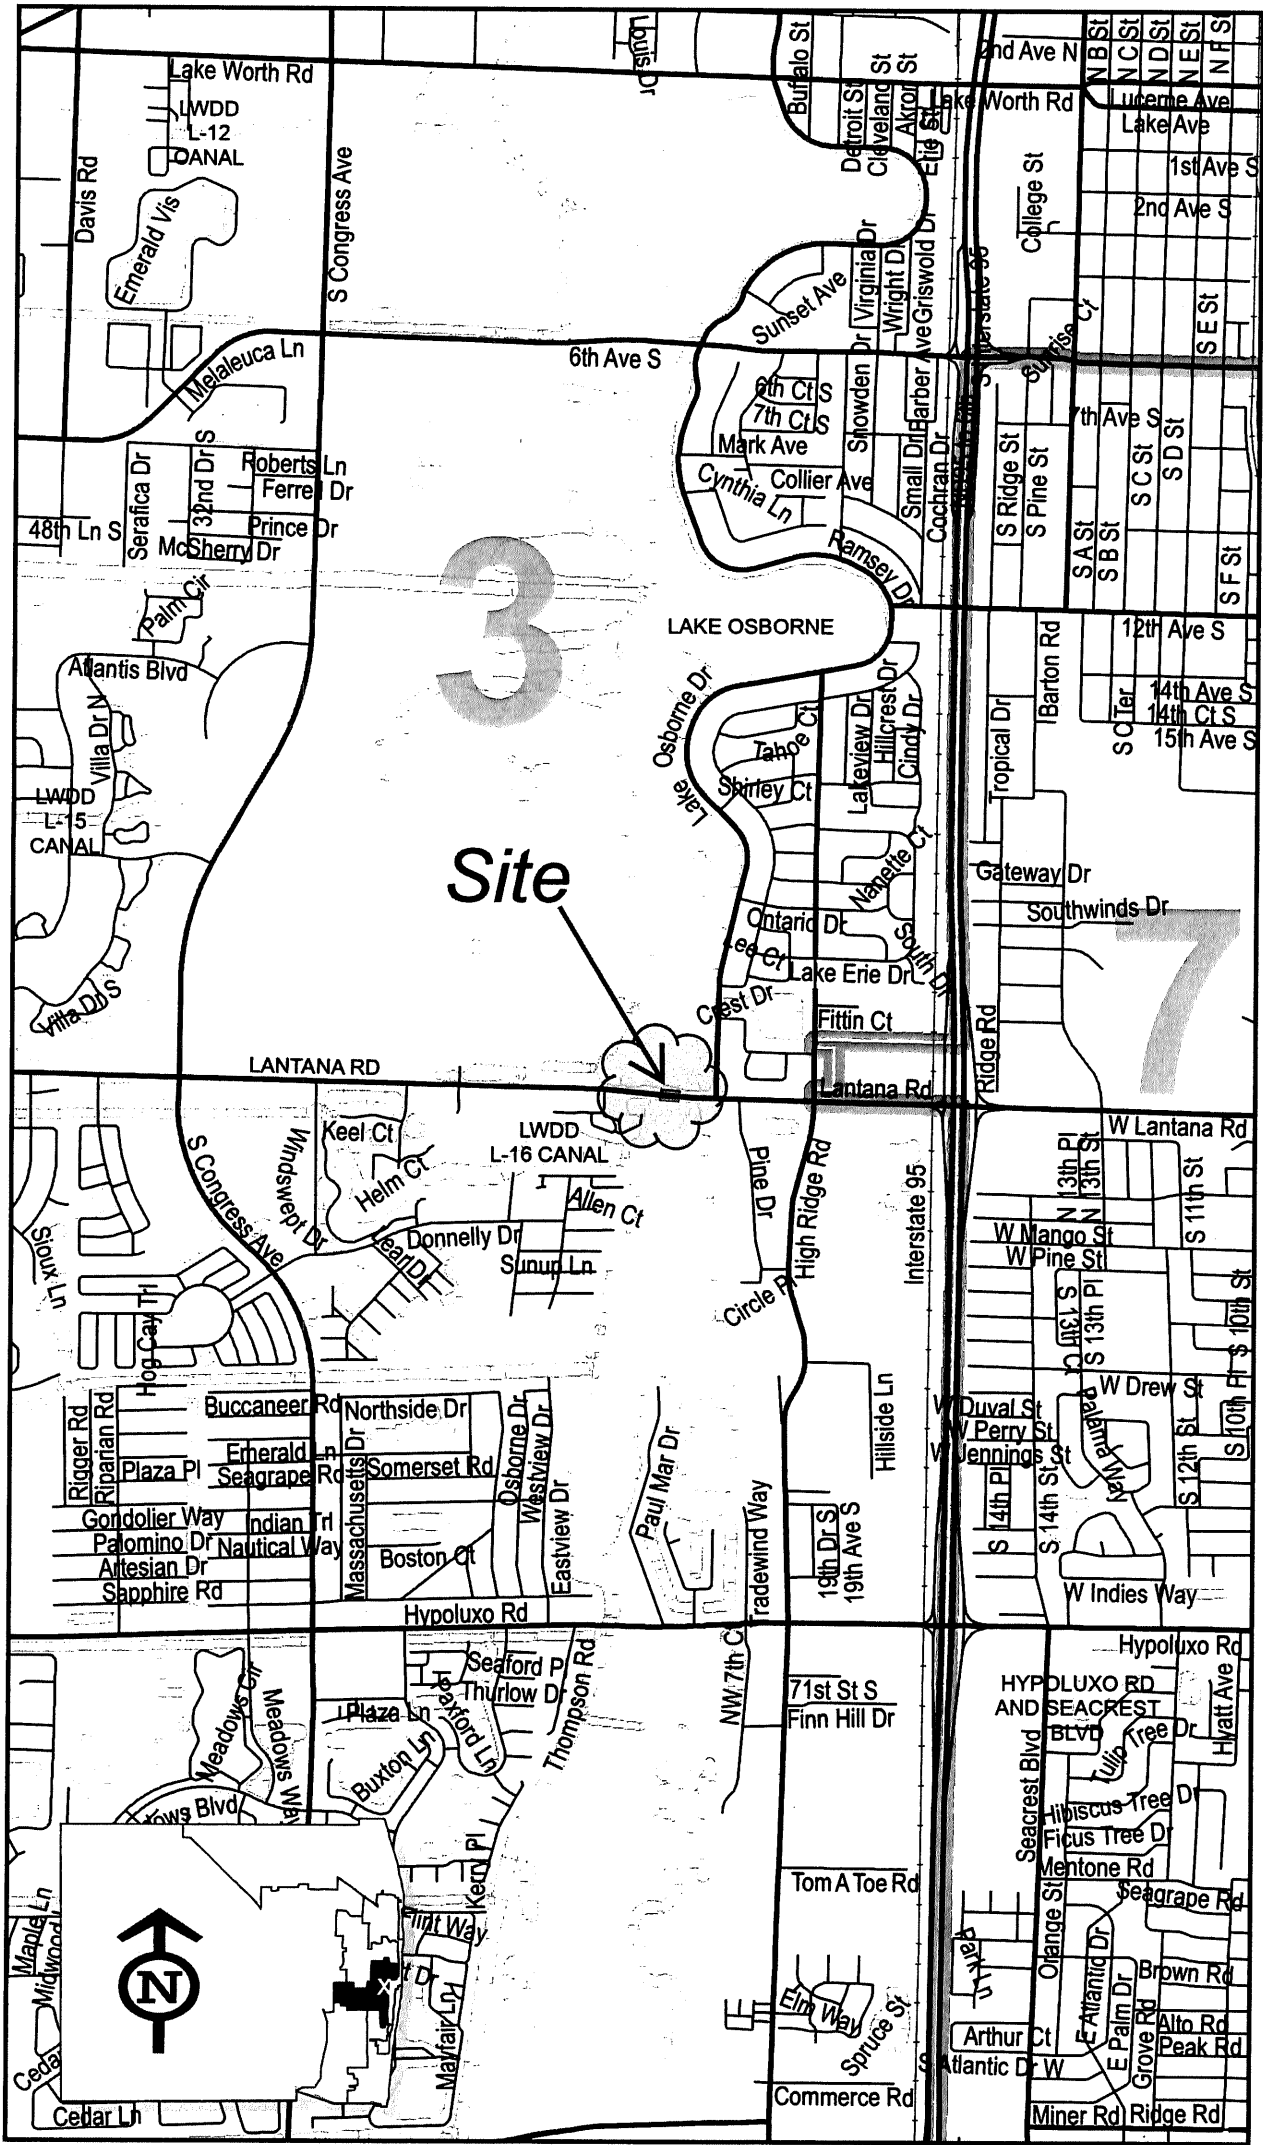 Louis Dr
Buffalo St
Detroit St
Cleveland St
Akron St
Erie St
2nd Ave N
N B St
N C St
N D St
N E St
N F St
Lake Worth Rd
Lake Worth Rd
Lucerne Ave
Lake Ave
LWDD
L-12
CANAL
1st Ave S
2nd Ave S
Davis Rd
S Congress Ave
College St
Emerald Vis
Sunset Ave
Virginia Dr
Wright Dr
Griswold Dr
S Interstate 95
Sunrise Ct
S E St
Melaleuca Ln
6th Ave S
6th Ct S
7th Ct S
Mark Ave
Snowden Dr
Barber Ave
7th Ave S
Collier Ave
Cynthia Ln
Small Dr
Cochran Dr
S Ridge St
S Pine St
S C St
S D St
Serafica Dr
32nd Dr S
Roberts Ln
Ferrell Dr
48th Ln S
Prince Dr
McSherry Dr
Ramsey Dr
S A St
S B St
S F St
Palm Cir
3
LAKE OSBORNE
12th Ave S
Atlantis Blvd
Barton Rd
14th Ave S
14th Ct S
15th Ave S
S C Ter
Villa Dr N
Lake Osborne Dr
Tahoe Ct
Shirley Ct
Lakeview Dr
Hillcrest Dr
Cindy Dr
Tropical Dr
LWDD
L-15
CANAL
Site
Nanette Ct
Gateway Dr
Southwinds Dr
7
Ontario Dr
Lee Ct
South Dr
Lake Erie Dr
Villa Dr S
Crest Dr
Fittin Ct
Ridge Rd
LANTANA RD
Lantana Rd
W Lantana Rd
S Congress Ave
Windswept Dr
Keel Ct
Helm Ct
LWDD
L-16 CANAL
Allen Ct
Pine Dr
High Ridge Rd
Interstate 95
N 13th Pl
N 13th St
S 11th St
Sioux Ln
Lear Dr
Donnelly Dr
Sunup Ln
W Mango St
W Pine St
Circle Pl
S 13th Cr
S 13th Pl
S 10th St
Hog Cay Trl
Hillside Ln
Rigger Rd
Riparian Rd
Buccaneer Rd
Northside Dr
W Drew St
W Duval St
W Perry St
W Jennings St
Palama Way
S 10th Pl
Emerald Ln
Plaza Pl
Seagrape Rd
Massachusetts Dr
Somerset Rd
Osborne Dr
Westview Dr
Eastview Dr
Paul Mar Dr
S 14th Pl
S 14th St
S 12th St
Gondolier Way
Indian Trl
Palomino Dr
Nautical Way
Artesian Dr
Boston Ct
Sapphire Rd
Tradewind Way
19th Dr S
19th Ave S
W Indies Way
Hypoluxo Rd
Hypoluxo Rd
Meadows Cir
Meadows Way
Seaford Pl
Thurlow Dr
Plaza Ln
Paxford Ln
Thompson Rd
Buxton Ln
NW 7th C
71st St S
Finn Hill Dr
HYPOLUXO RD
AND SEACREST
BLVD
Seacrest Blvd
Tulip Tree Dr
Hyatt Ave
Hibiscus Tree Dr
Ficus Tree Dr
Mentone Rd
Seagrape Rd
ows Blvd
Kerry Pl
Flint Way
t Dr
Mayfair Ln
Tom A Toe Rd
Orange St
Park Ln
E Atlantic Dr
Brown Rd
Maple Ln
Midwood
N
X
Elm Way
Spruce St
Arthur Ct
S Atlantic Dr W
E Palm Dr
Grove Rd
Alto Rd
Peak Rd
Cedar
Cedar Ln
Commerce Rd
Miner Rd
Ridge Rd